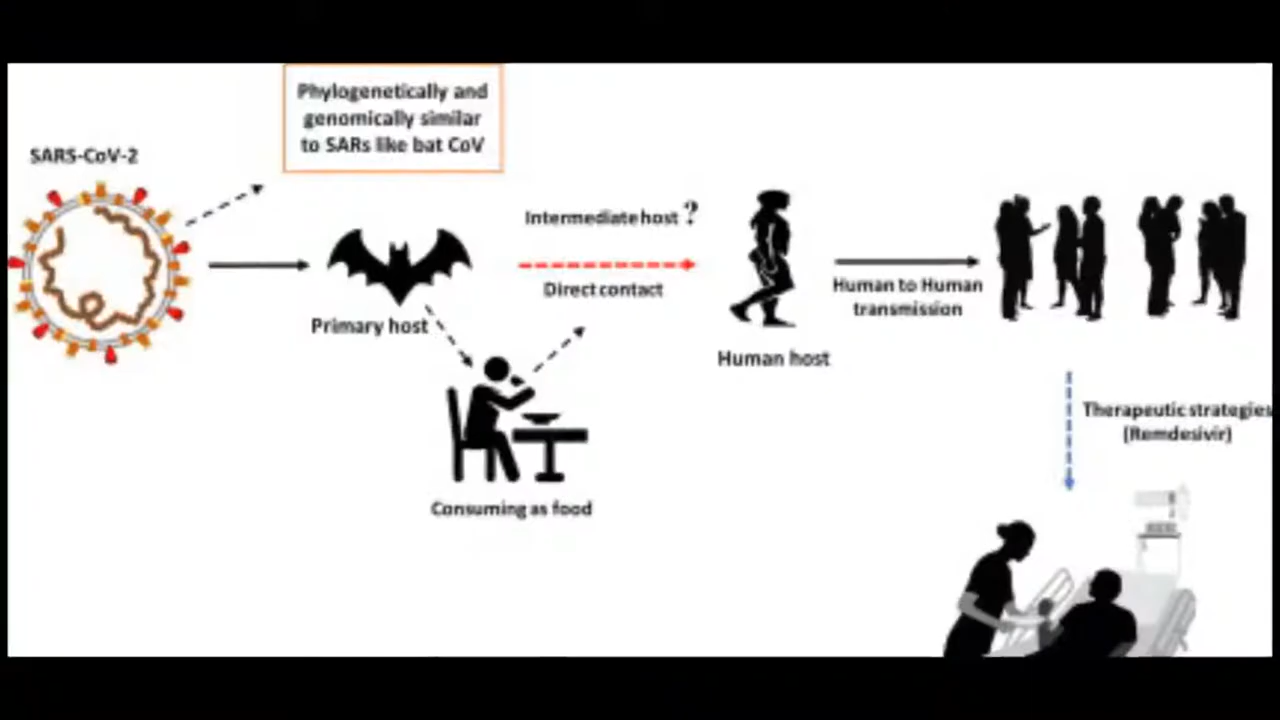 Phylogenetically and
genomically similar
to SARs like bat CoV
SARS-CoV-2
Intermediate host ?
Direct contact
Primary host
Human to Human
transmission
Human host
Therapeutic strategies
(Remdesivir)
Consuming as food